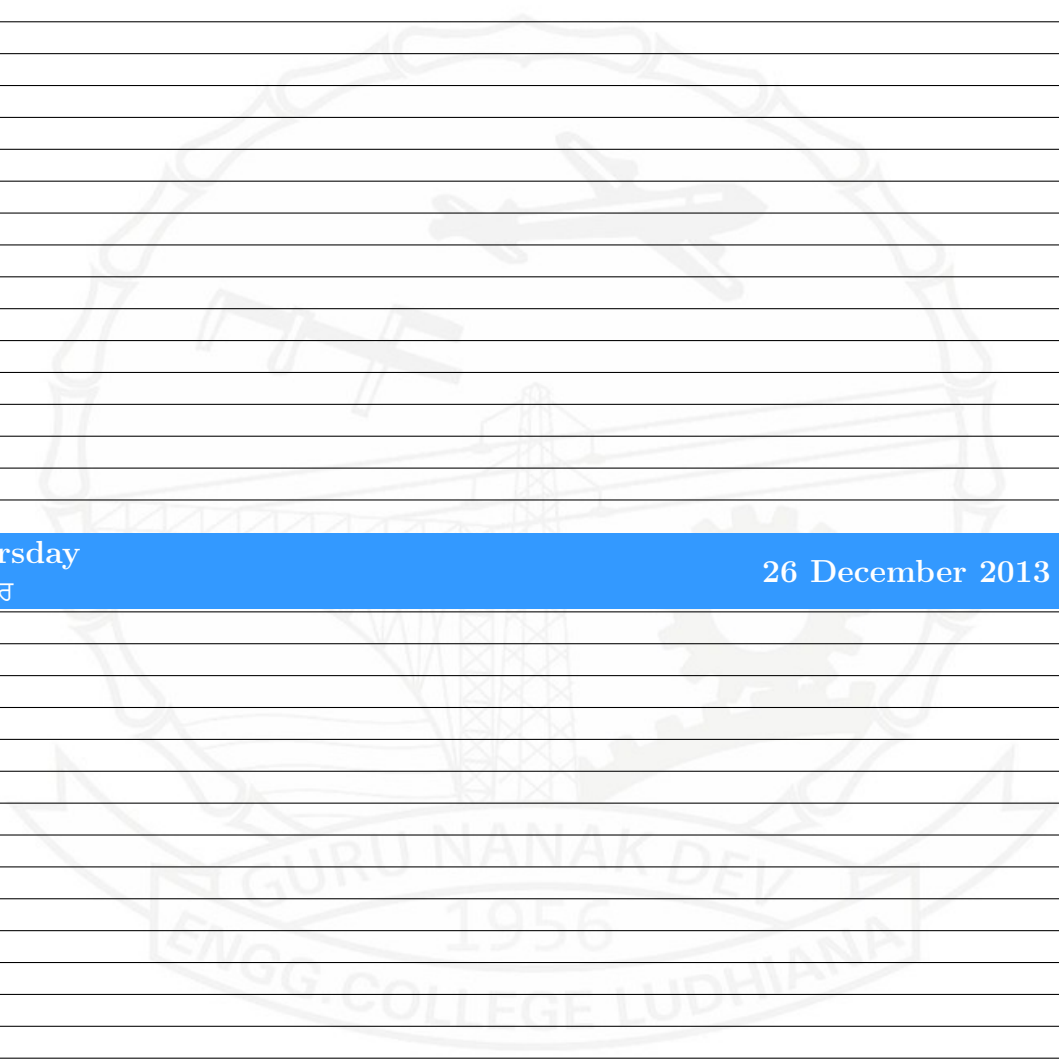 rsday
ਰ
26 December 2013
GURU NANAK DEV
1956
ENGG.COLLEGE LUDHIANA